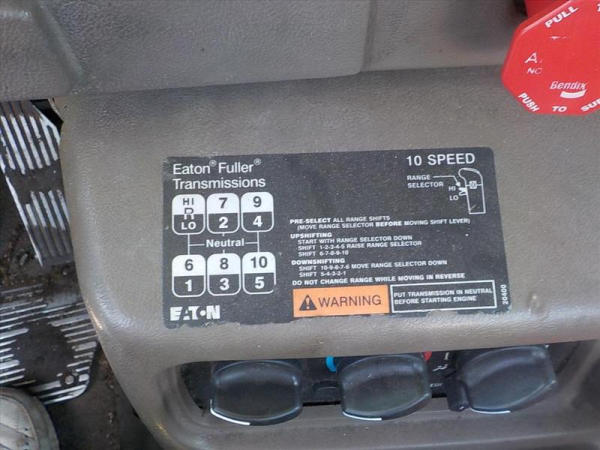 PULL
A
NC
Bendix
PUSH TO SU
Eaton® Fuller®
Transmissions
10 SPEED
RANGE
SELECTOR
HI
LO
HI 7 9
R
LO 2 4
Neutral
6 8 10
1 3 5
PRE-SELECT ALL RANGE SHIFTS
(MOVE RANGE SELECTOR BEFORE MOVING SHIFT LEVER)
UPSHIFTING
START WITH RANGE SELECTOR DOWN
SHIFT 1-2-3-4-5 RAISE RANGE SELECTOR
SHIFT 6-7-8-9-10
DOWNSHIFTING
SHIFT 10-9-8-7-6 MOVE RANGE SELECTOR DOWN
SHIFT 5-4-3-2-1
DO NOT CHANGE RANGE WHILE MOVING IN REVERSE
WARNING
PUT TRANSMISSION IN NEUTRAL
BEFORE STARTING ENGINE
20400
EATON